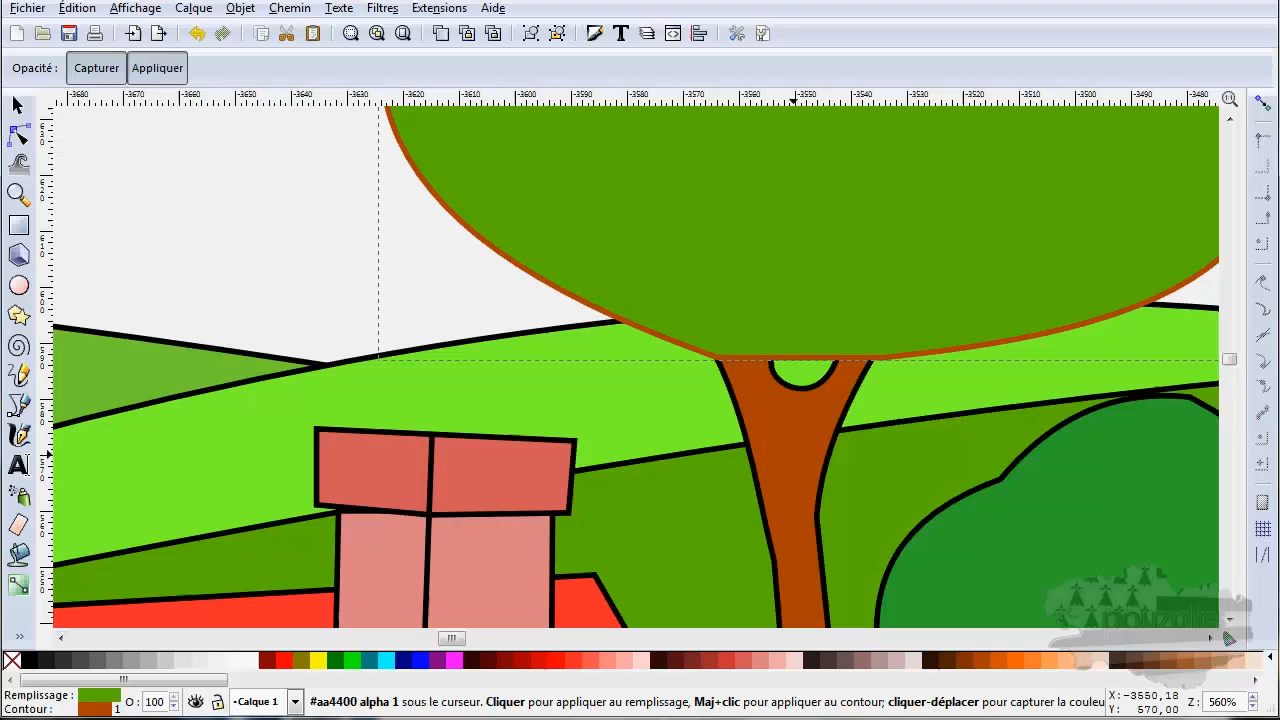 Fichier Édition Affichage Calque Objet Chemin Texte Filtres Extensions Aide
Opacité : Capturer Appliquer
-3680 -3670 -3660 -3650 -3640 -3630 -3620 -3610 -3600 -3590 -3580 -3570 -3560 -3550 -3540 -3530 -3520 -3510 -3500 -3490 -3480
Remplissage : O : 100 Calque 1 #aa4400 alpha 1 sous le curseur. Cliquer pour appliquer au remplissage, Maj+clic pour appliquer au contour; cliquer-déplacer pour capturer la couleu X: -3550,18 Z: 560%
Contour : 1 Y: 570,00